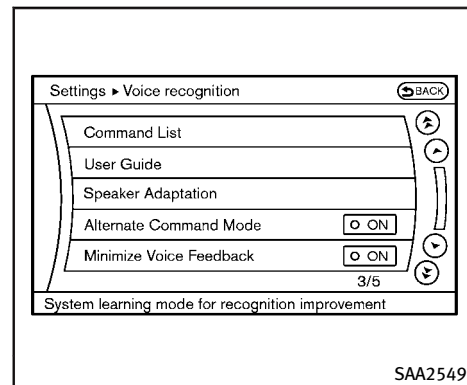 Settings ▸ Voice recognition BACK
Command List
User Guide
Speaker Adaptation
Alternate Command Mode ON
Minimize Voice Feedback ON
3/5
System learning mode for recognition improvement
SAA2549